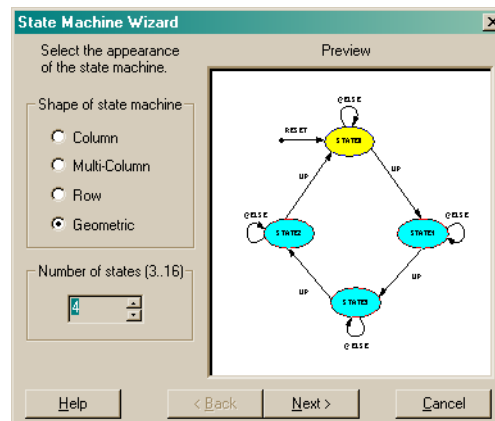 State Machine Wizard
Select the appearance
of the state machine.
Shape of state machine
Column
Multi-Column
Row
Geometric
Number of states (3..16)
4
Preview
@ELSE
RESET
STATE0
UP
UP
@ELSE
STATE2
STATE1
@ELSE
UP
UP
@ELSE
Help
< Back
Next >
Cancel